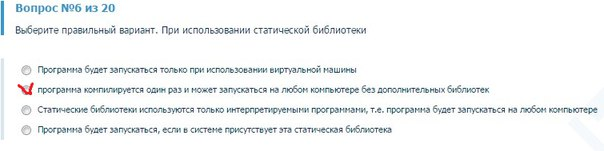 Вопрос №6 из 20
Выберите правильный вариант. При использовании статической библиотеки
Программа будет запускаться только при использовании виртуальной машины
программа компилируется один раз и может запускаться на любом компьютере без дополнительных библиотек
Статические библиотеки используются только интерпретируемыми программами, т.е. программа будет запускаться на любом компьютере
Программа будет запускаться, если в системе присутствует эта статическая библиотека